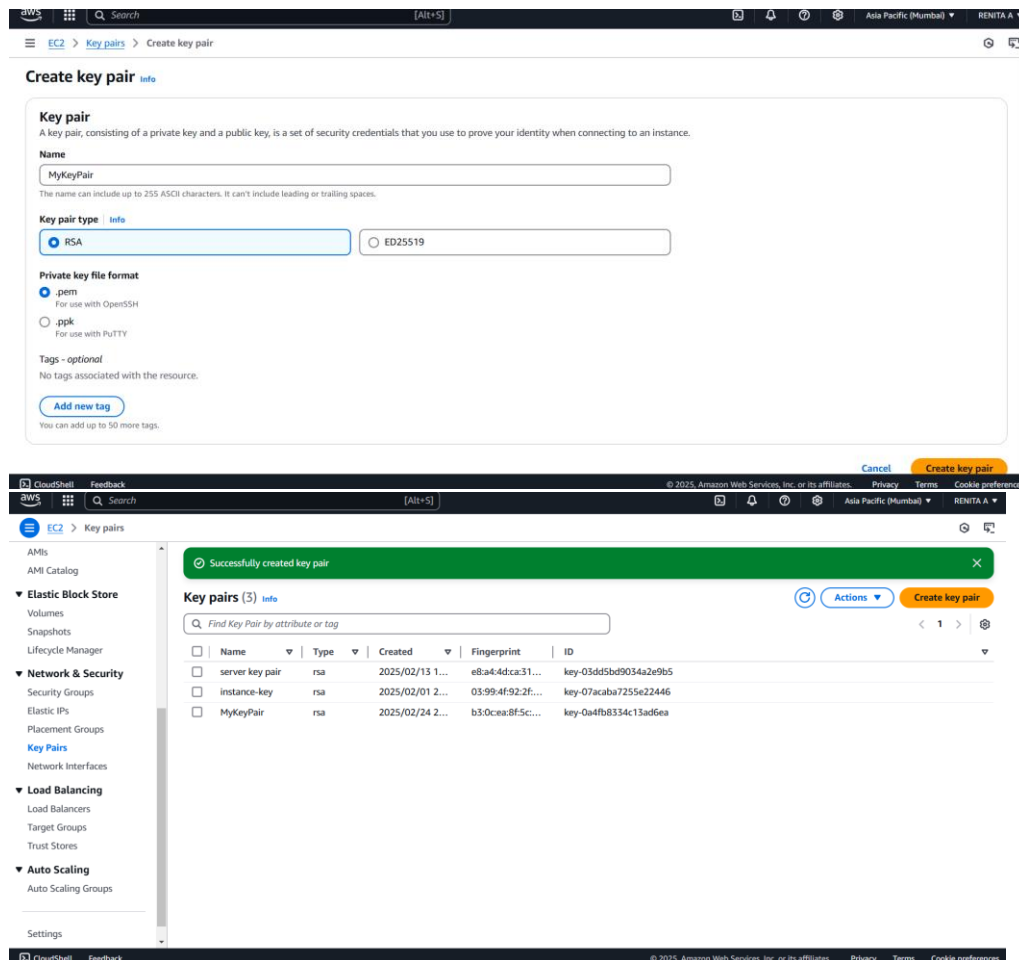 aws Search [Alt+S] Asia Pacific (Mumbai) RENITA A
EC2 > Key pairs > Create key pair
Create key pair Info
Key pair
A key pair, consisting of a private key and a public key, is a set of security credentials that you use to prove your identity when connecting to an instance.
Name
MyKeyPair
The name can include up to 255 ASCII characters. It can't include leading or trailing spaces.
Key pair type Info
RSA ED25519
Private key file format
.pem
For use with OpenSSH
.ppk
For use with PuTTY
Tags - optional
No tags associated with the resource.
Add new tag
You can add up to 50 more tags.
Cancel Create key pair
CloudShell Feedback © 2025, Amazon Web Services, Inc. or its affiliates. Privacy Terms Cookie preference
aws Search [Alt+S] Asia Pacific (Mumbai) RENITA A
EC2 > Key pairs
AMIs
AMI Catalog
Elastic Block Store
Volumes
Snapshots
Lifecycle Manager
Network & Security
Security Groups
Elastic IPs
Placement Groups
Key Pairs
Network Interfaces
Load Balancing
Load Balancers
Target Groups
Trust Stores
Auto Scaling
Auto Scaling Groups
Settings
Successfully created key pair
Key pairs (3) Info Actions Create key pair
Find Key Pair by attribute or tag 1
Name Type Created Fingerprint ID
server key pair rsa 2025/02/13 1... e8:a4:4d:ca:31... key-03dd5bd9034a2e9b5
instance-key rsa 2025/02/01 2... 03:99:4f:92:2f:... key-07acaba7255e22446
MyKeyPair rsa 2025/02/24 2... b3:0c:ea:8f:5c:... key-0a4fb8334c13ad6ea
CloudShell Feedback © 2025, Amazon Web Services, Inc. or its affiliates. Privacy Terms Cookie preferences